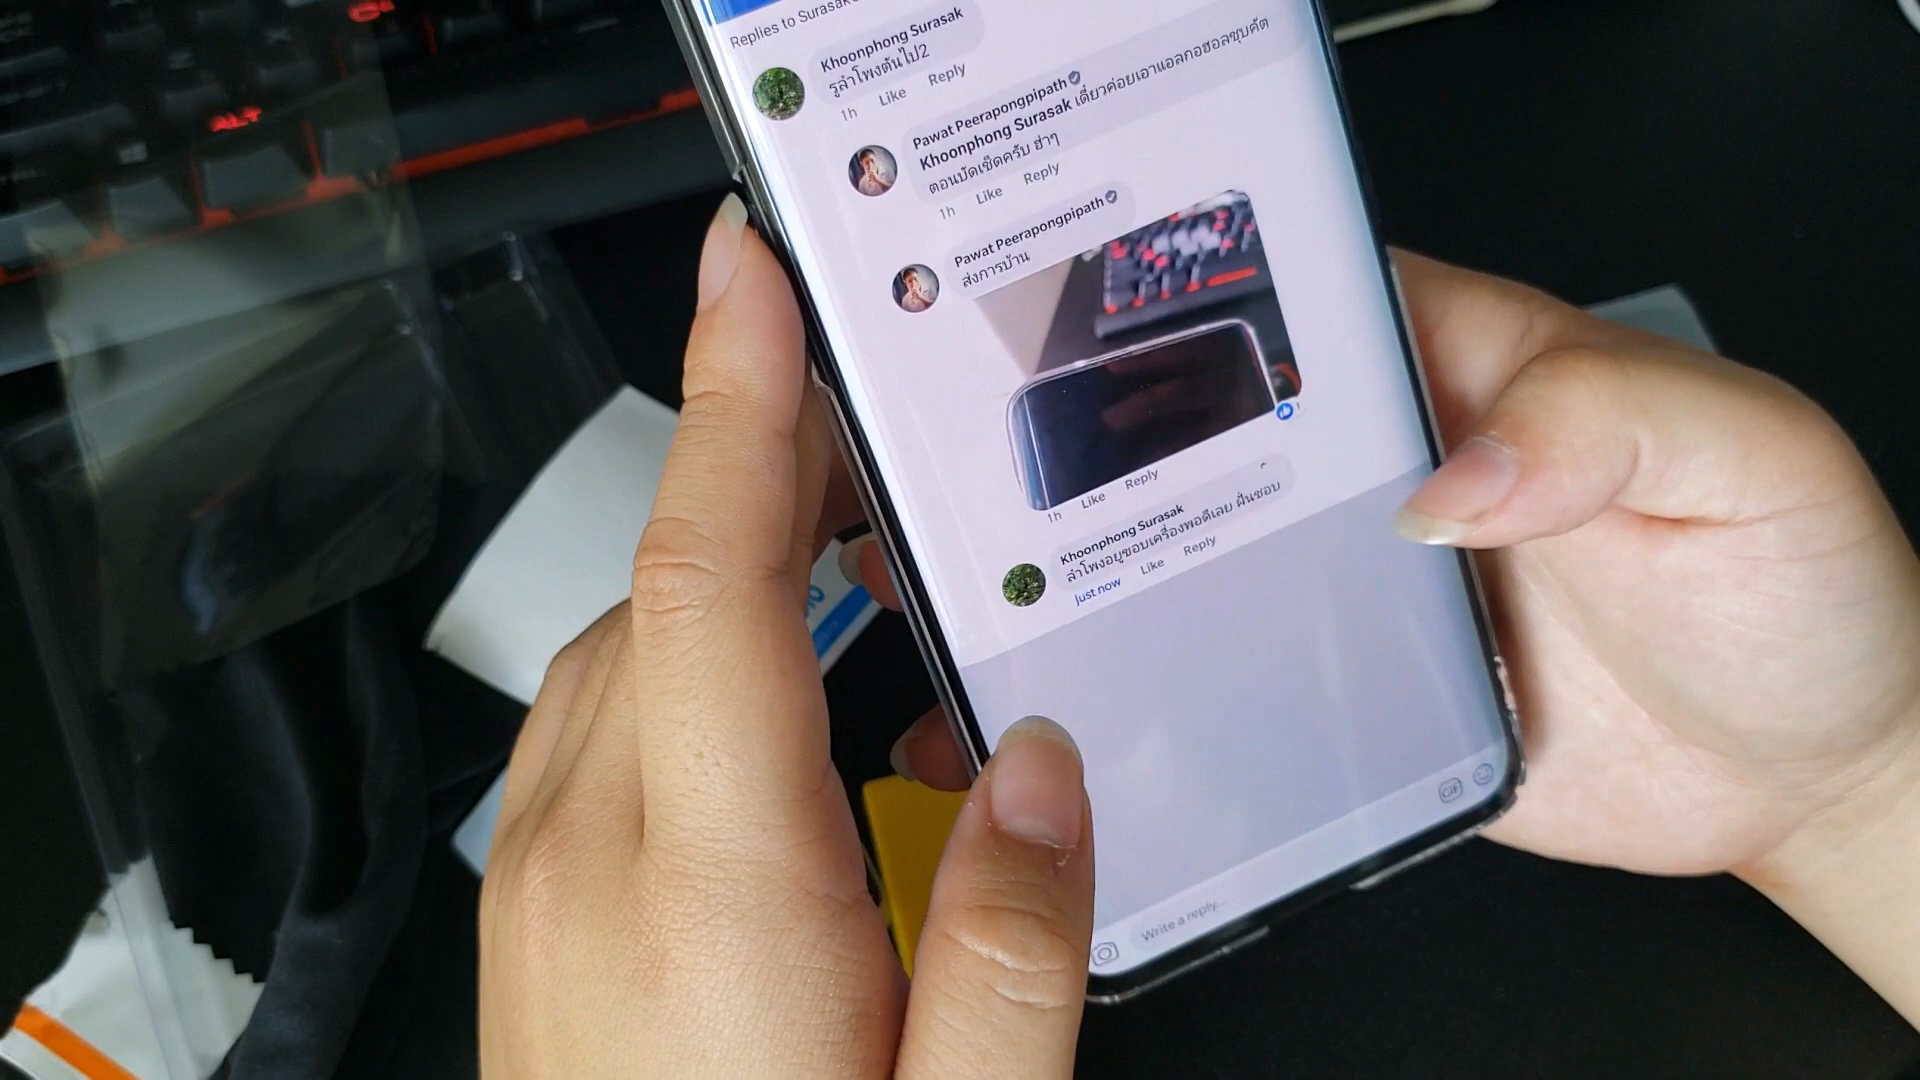 Replies to Surasak
Khoonphong Surasak
รูลำโพงตันไป2
1h Like Reply
Pawat Peerapongpipath
Khoonphong Surasak เดี๋ยวค่อยเอาแอลกอฮอลชุบคัต
ตอนบัดเช็ดครับ ฮ่าๆ
1h Like Reply
Pawat Peerapongpipath
ส่งการบ้าน
1
1h Like Reply
Khoonphong Surasak
ลำโพงอยู่ขอบเครื่องพอดีเลย ฝุ่นชอบ
Just now Like Reply
GIF
Write a reply...
ALT